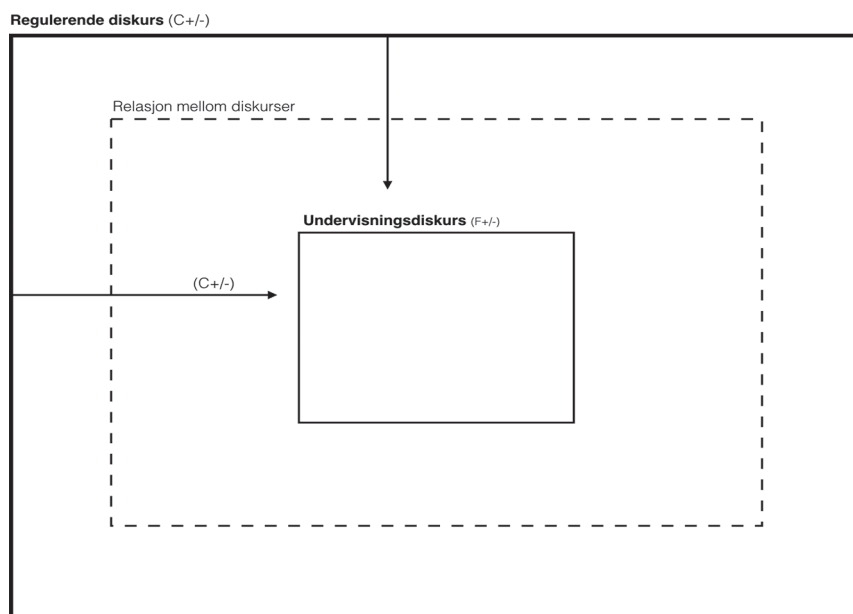 Regulerende diskurs (C+/-)
Relasjon mellom diskurser
Undervisningsdiskurs (F+/-)
(C+/-)